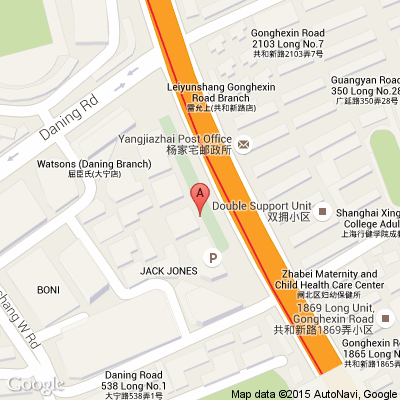 Gonghexin Road
2103 Long No.7
共和新路2103弄7号
Leiyunshang Gonghexin
Road Branch
雷允上(共和新路店)
Guangyan Road
350 Long No.28
广延路350弄28
Daning Rd
Yangjiazhai Post Office
杨家宅邮政所
Watsons (Daning Branch)
屈臣氏(大宁店)
A
Double Support Unit
双拥小区
Shanghai Xing
College Adul
上海行健学院成教
P
JACK JONES
Zhabei Maternity and
Child Health Care Center
闸北区妇幼保健所
BONI
1869 Long Unit,
Gonghexin Road
共和新路1869弄小区
chang W Rd
Gonghexin Ro
1865 Long N
共和新路1865弄
Daning Road
538 Long No.1
大宁路538弄1号
Google
Map data ©2015 AutoNavi, Google